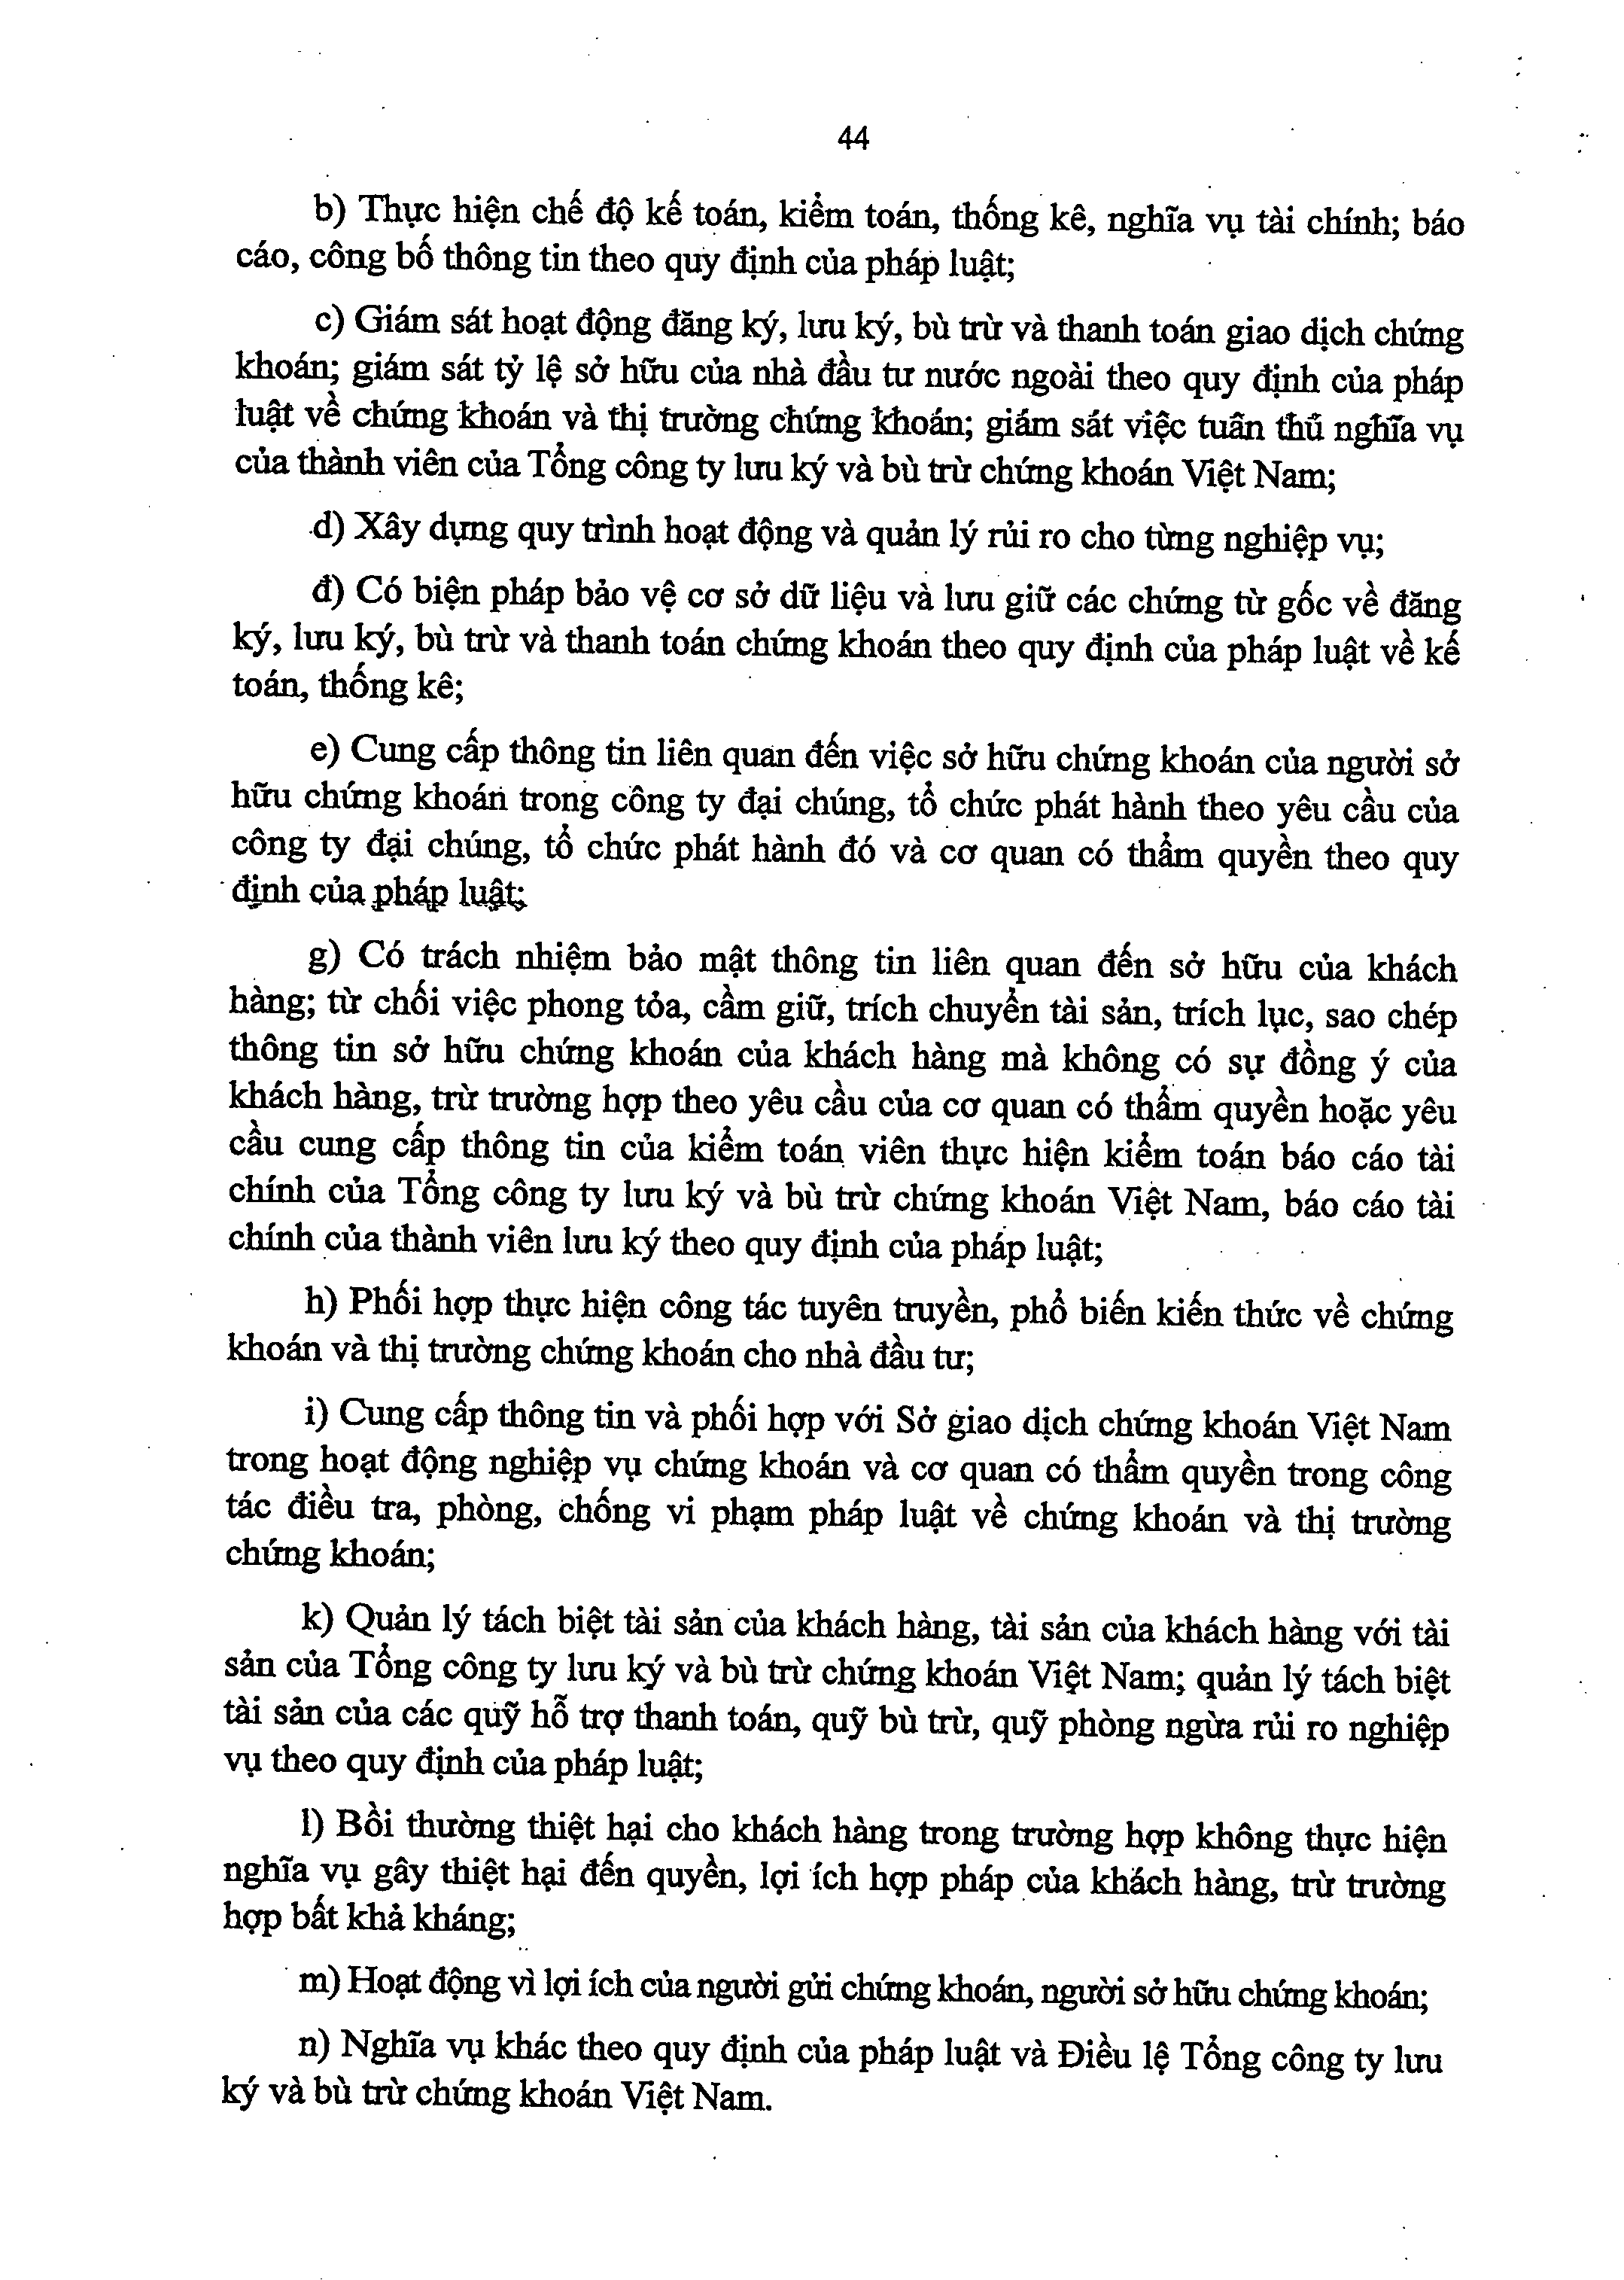 44
b) Thực hiện chế độ kế toán, kiểm toán, thống kê, nghĩa vụ tài chính; báo
cáo, công bố thông tin theo quy định của pháp luật;
c) Giám sát hoạt động đăng ký, lưu ký, bù trừ và thanh toán giao dịch chứng
khoán; giám sát tỷ lệ sở hữu của nhà đầu tư nước ngoài theo quy định của pháp
luật về chứng khoán và thị trường chứng khoán; giám sát việc tuân thủ nghĩa vụ
của thành viên của Tổng công ty lưu ký và bù trừ chứng khoán Việt Nam;
d) Xây dựng quy trình hoạt động và quản lý rủi ro cho từng nghiệp vụ;
đ) Có biện pháp bảo vệ cơ sở dữ liệu và lưu giữ các chứng từ gốc về đăng
ký, lưu ký, bù trừ và thanh toán chứng khoán theo quy định của pháp luật về kế
toán, thống kê;
e) Cung cấp thông tin liên quan đến việc sở hữu chứng khoán của người sở
hữu chứng khoán trong công ty đại chúng, tổ chức phát hành theo yêu cầu của
công ty đại chúng, tổ chức phát hành đó và cơ quan có thẩm quyền theo quy
định của pháp luật;
g) Có trách nhiệm bảo mật thông tin liên quan đến sở hữu của khách
hàng; từ chối việc phong tỏa, cầm giữ, trích chuyển tài sản, trích lục, sao chép
thông tin sở hữu chứng khoán của khách hàng mà không có sự đồng ý của
khách hàng, trừ trường hợp theo yêu cầu của cơ quan có thẩm quyền hoặc yêu
cầu cung cấp thông tin của kiểm toán viên thực hiện kiểm toán báo cáo tài
chính của Tổng công ty lưu ký và bù trừ chứng khoán Việt Nam, báo cáo tài
chính của thành viên lưu ký theo quy định của pháp luật;
h) Phối hợp thực hiện công tác tuyên truyền, phổ biến kiến thức về chứng
khoán và thị trường chứng khoán cho nhà đầu tư;
i) Cung cấp thông tin và phối hợp với Sở giao dịch chứng khoán Việt Nam
trong hoạt động nghiệp vụ chứng khoán và cơ quan có thẩm quyền trong công
tác điều tra, phòng, chống vi phạm pháp luật về chứng khoán và thị trường
chứng khoán;
k) Quản lý tách biệt tài sản của khách hàng, tài sản của khách hàng với tài
sản của Tổng công ty lưu ký và bù trừ chứng khoán Việt Nam; quản lý tách biệt
tài sản của các quỹ hỗ trợ thanh toán, quỹ bù trừ, quỹ phòng ngừa rủi ro nghiệp
vụ theo quy định của pháp luật;
l) Bồi thường thiệt hại cho khách hàng trong trường hợp không thực hiện
nghĩa vụ gây thiệt hại đến quyền, lợi ích hợp pháp của khách hàng, trừ trường
hợp bất khả kháng;
m) Hoạt động vì lợi ích của người gửi chứng khoán, người sở hữu chứng khoán;
n) Nghĩa vụ khác theo quy định của pháp luật và Điều lệ Tổng công ty lưu
ký và bù trừ chứng khoán Việt Nam.